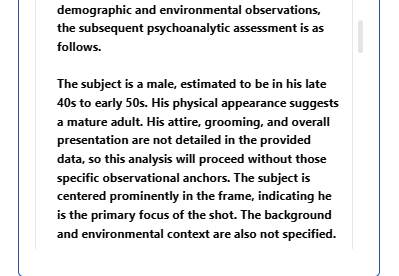 demographic and environmental observations,
the subsequent psychoanalytic assessment is as
follows.
The subject is a male, estimated to be in his late
40s to early 50s. His physical appearance suggests
a mature adult. His attire, grooming, and overall
presentation are not detailed in the provided
data, so this analysis will proceed without those
specific observational anchors. The subject is
centered prominently in the frame, indicating he
is the primary focus of the shot. The background
and environmental context are also not specified.